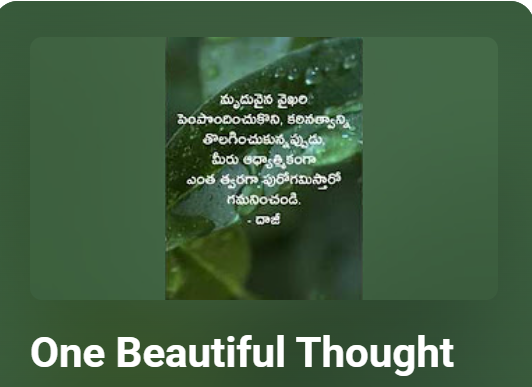 మృదువైన వైఖరి
పెంపొందించుకొని, కఠినత్వాన్ని
తొలగించుకున్నప్పుడు,
మీరు ఆధ్యాత్మికంగా
ఎంత త్వరగా పురోగమిస్తారో
గమనించండి.
- దాజీ
One Beautiful Thought